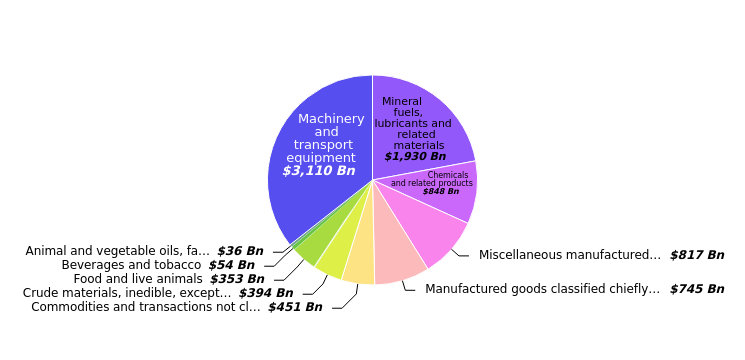 Machinery
and
transport
equipment
$3,110 Bn
Mineral
fuels,
lubricants and
related
materials
$1,930 Bn
Chemicals
and related products
$848 Bn
Miscellaneous manufactured… $817 Bn
Manufactured goods classified chiefly… $745 Bn
Animal and vegetable oils, fa… $36 Bn
Beverages and tobacco $54 Bn
Food and live animals $353 Bn
Crude materials, inedible, except… $394 Bn
Commodities and transactions not cl… $451 Bn